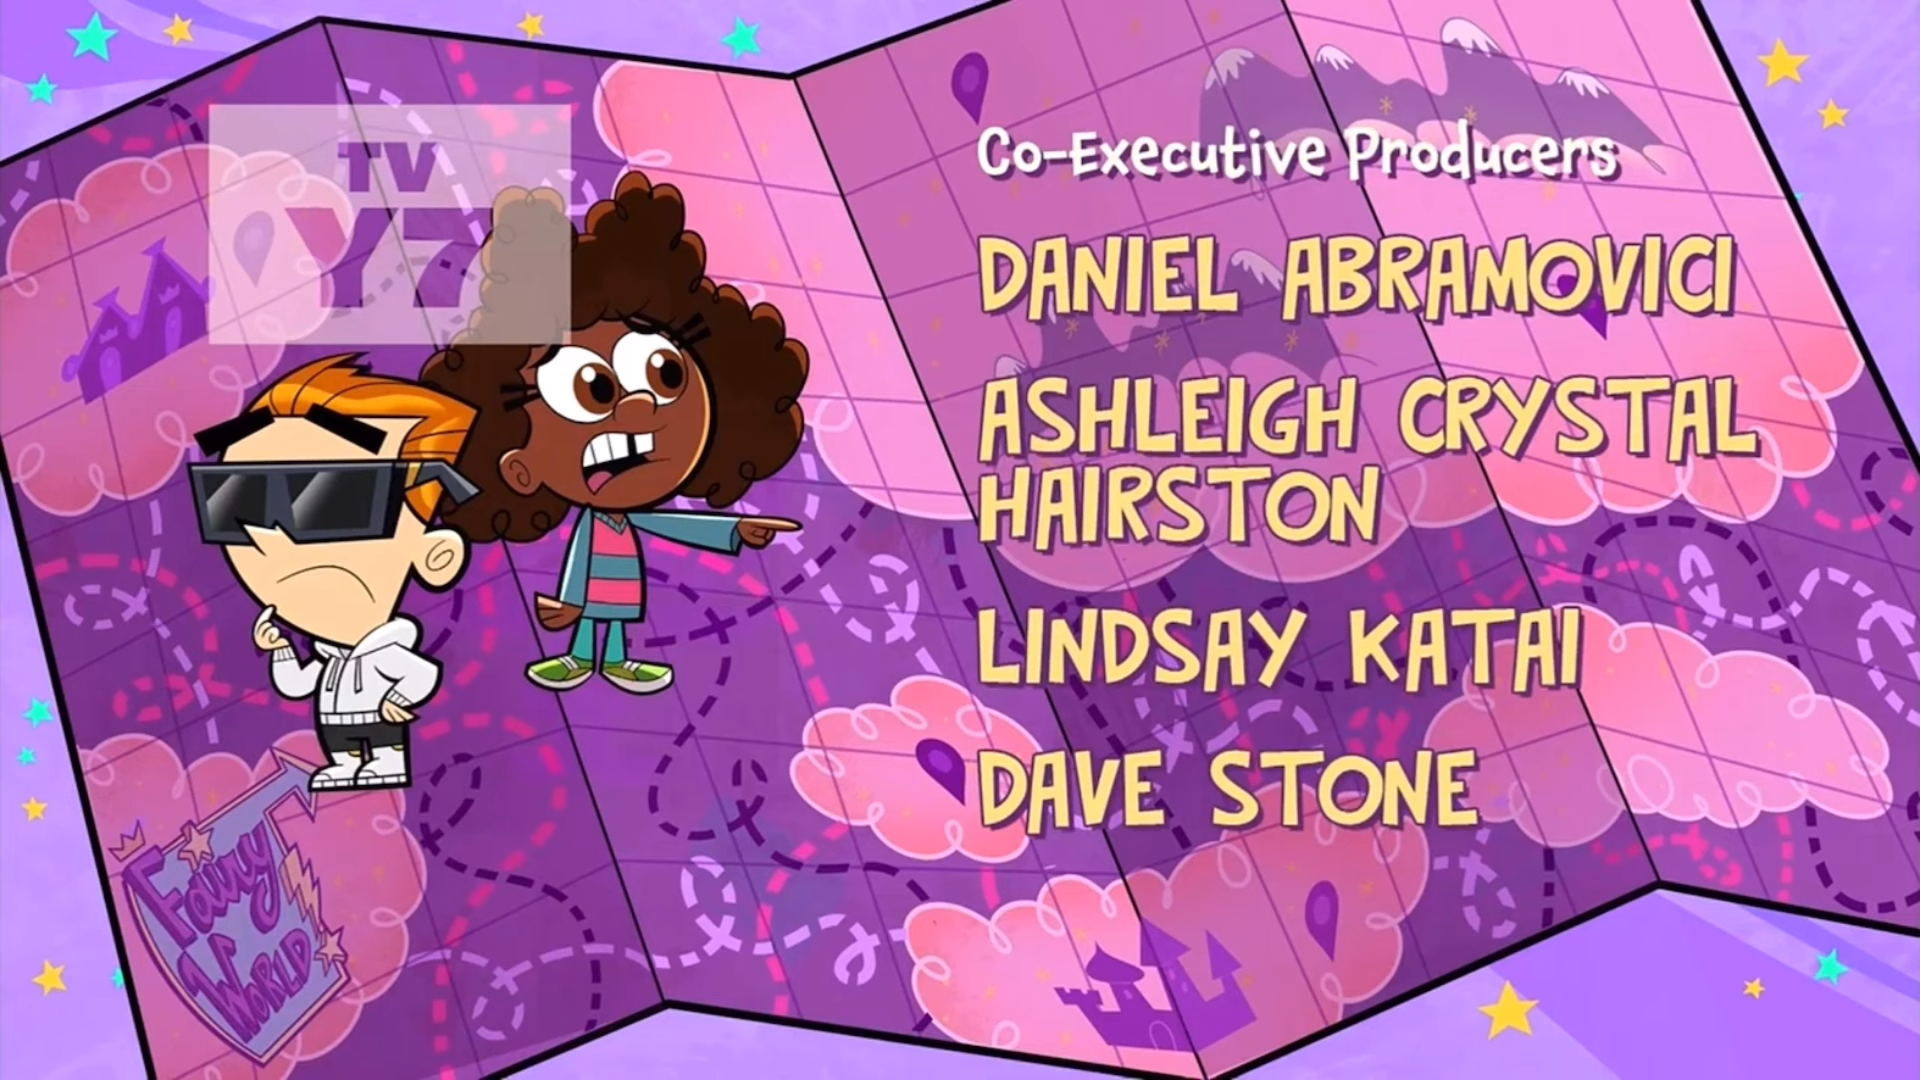 TV
Y7
Co-Executive Producers
DANIEL ABRAMOVICI
ASHLEIGH CRYSTAL
HAIRSTON
LINDSAY KATAI
DAVE STONE
Fairy
World